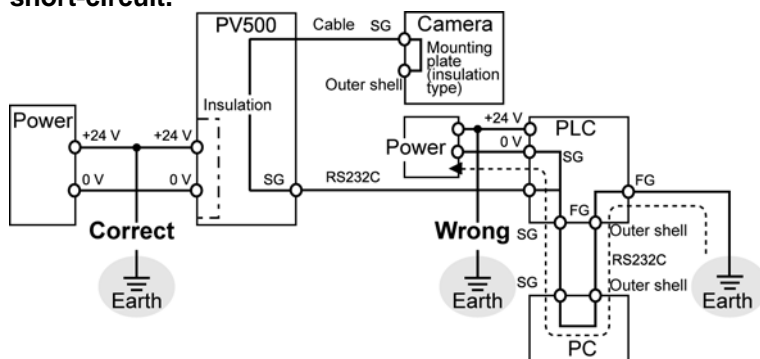 short-circuit.
PV500
Cable
SG
Camera
Mounting
plate
(insulation
type)
Outer shell
Insulation
Power
+24 V
+24 V
0 V
0 V
SG
RS232C
Correct
Earth
+24 V
0 V
Power
PLC
SG
Wrong
Earth
FG
FG
SG
Outer shell
RS232C
SG
Outer shell
Earth
PC